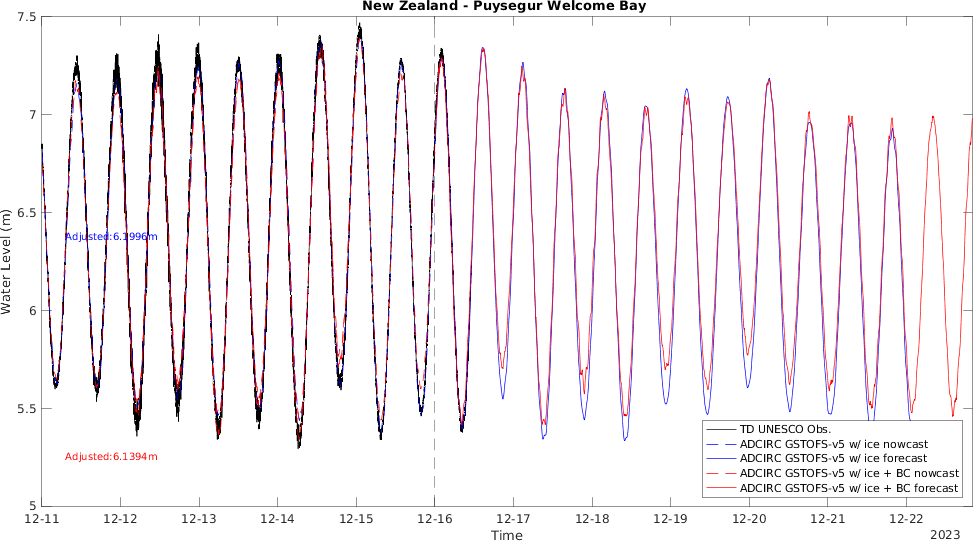 New Zealand - Puysegur Welcome Bay
7.5
7
6.5
6
5.5
5
Water Level (m)
Adjusted:6.1996m
Adjusted:6.1394m
TD UNESCO Obs.
ADCIRC GSTOFS-v5 w/ ice nowcast
ADCIRC GSTOFS-v5 w/ ice forecast
ADCIRC GSTOFS-v5 w/ ice + BC nowcast
ADCIRC GSTOFS-v5 w/ ice + BC forecast
12-11 12-12 12-13 12-14 12-15 12-16 12-17 12-18 12-19 12-20 12-21 12-22
Time
2023